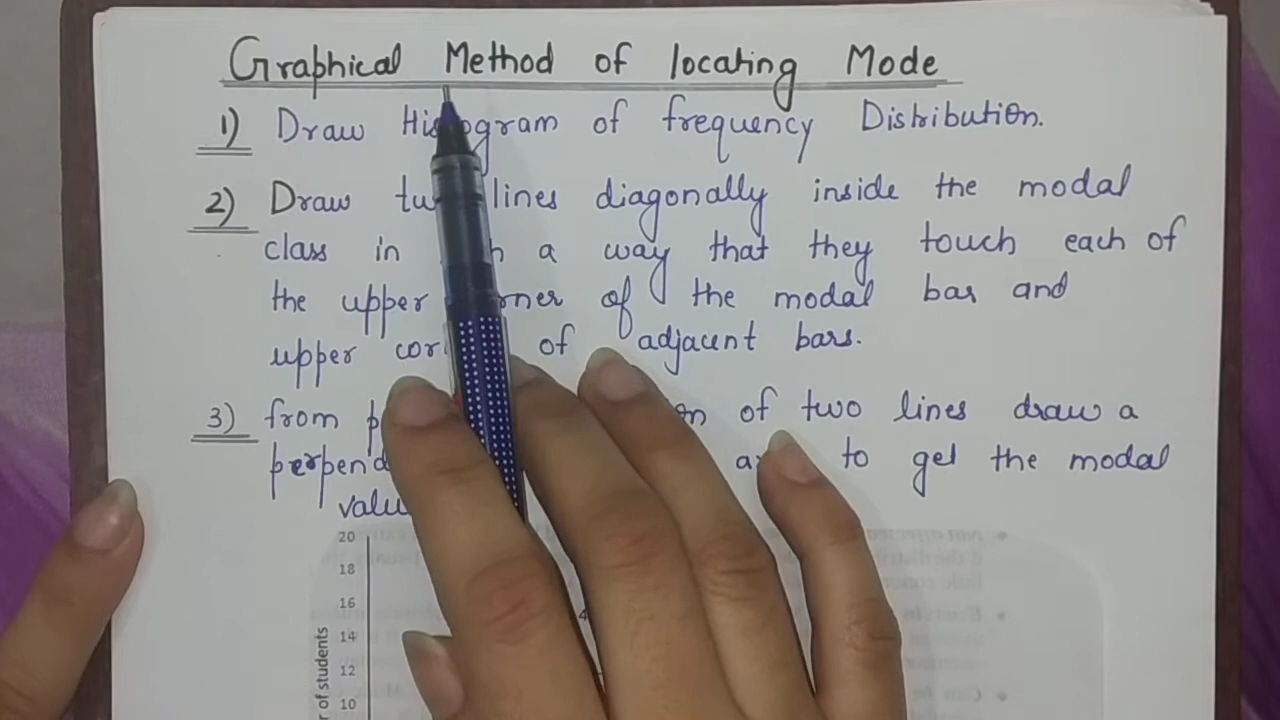 Graphical Method of locating Mode
1) Draw Histogram of frequency Distribution.
2) Draw two lines diagonally inside the modal
class in a way that they touch each of
the upper corner of the modal bar and
upper of adjacent bars.
3) from of two lines draw a
to get the modal
20
18
16
14
12
10
of students